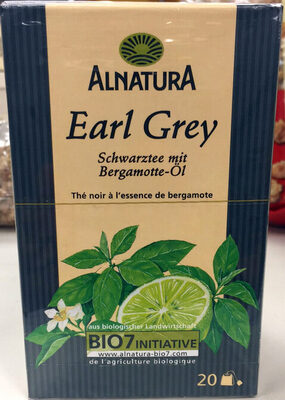 ALNATURA
Earl Grey
Schwarztee mit
Bergamotte-Öl
Thé noir à l'essence de bergamote
aus biologischer Landwirtschaft
BIO7 INITIATIVE
www.alnatura-bio7.com
de l'agriculture biologique
20